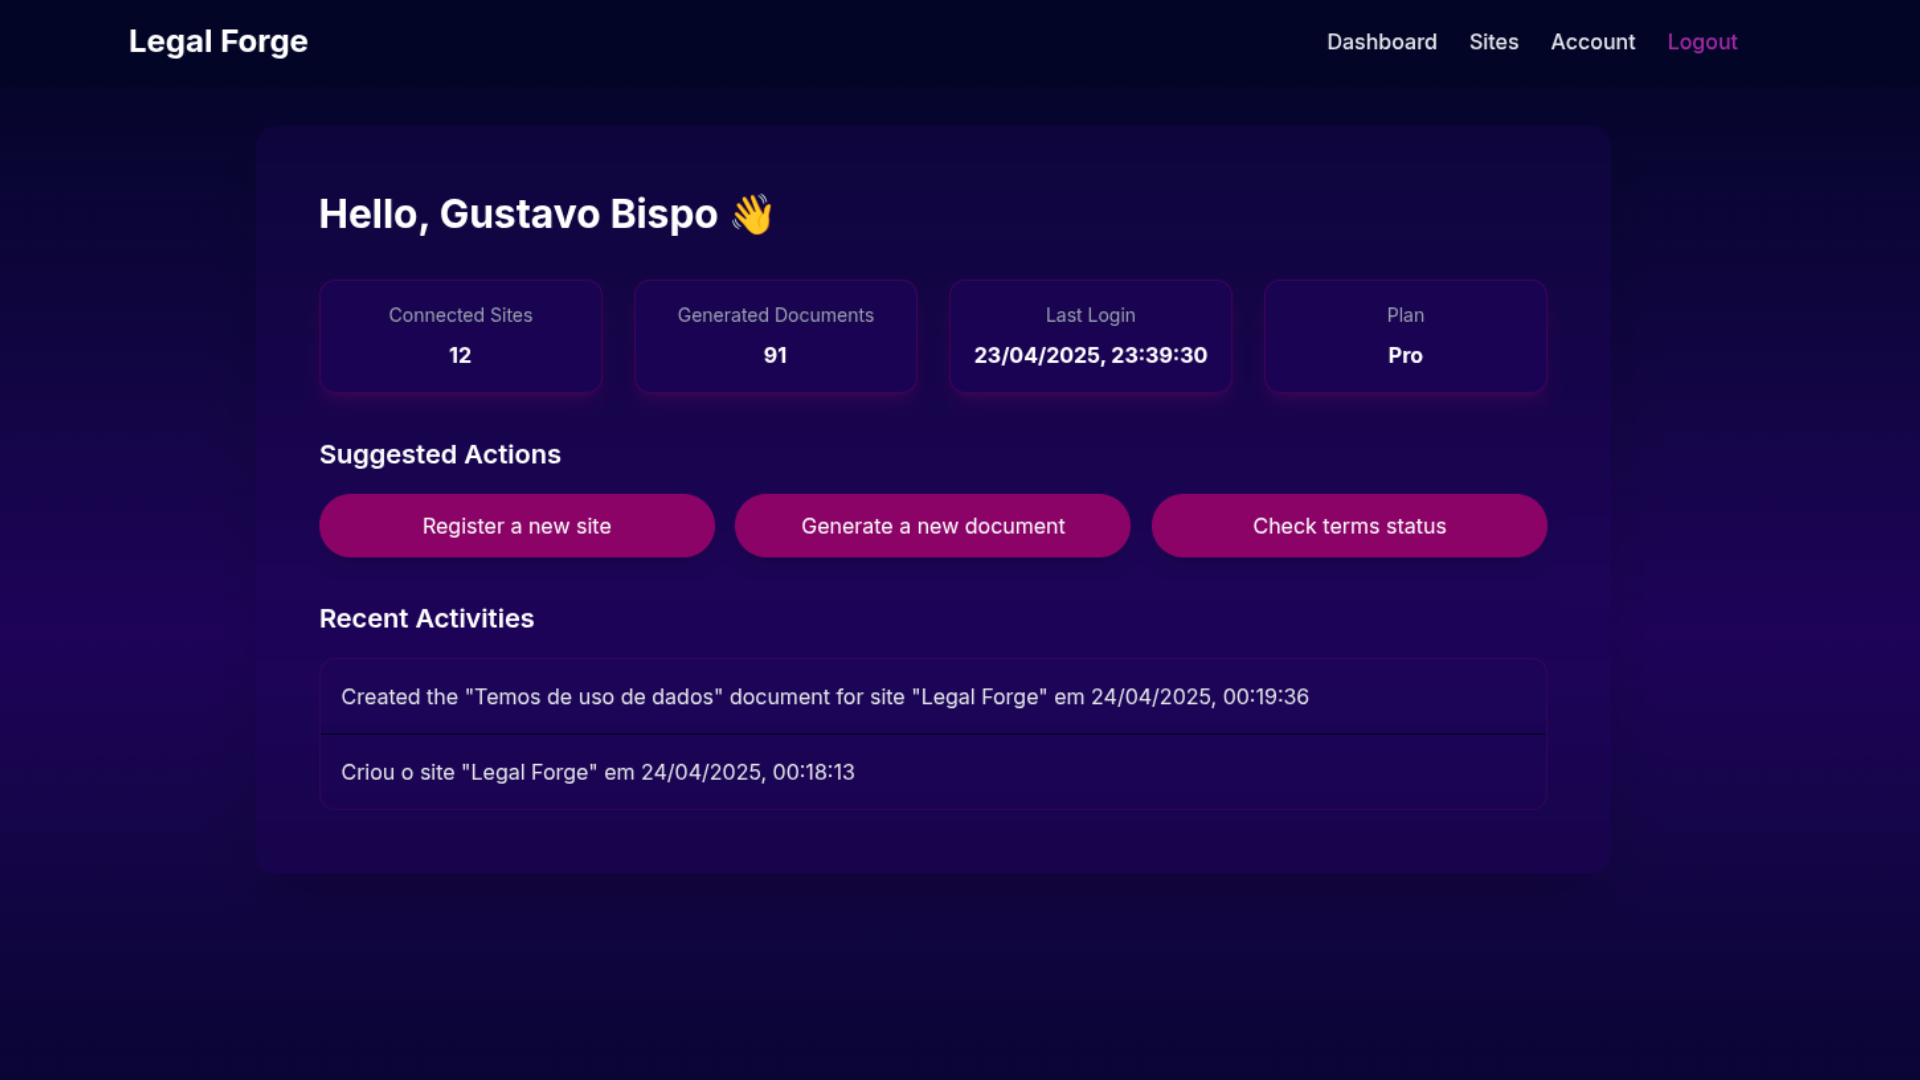 Legal Forge
Dashboard Sites Account Logout
Hello, Gustavo Bispo 👋
Connected Sites
12
Generated Documents
91
Last Login
23/04/2025, 23:39:30
Plan
Pro
Suggested Actions
Register a new site
Generate a new document
Check terms status
Recent Activities
Created the "Temos de uso de dados" document for site "Legal Forge" em 24/04/2025, 00:19:36
Criou o site "Legal Forge" em 24/04/2025, 00:18:13